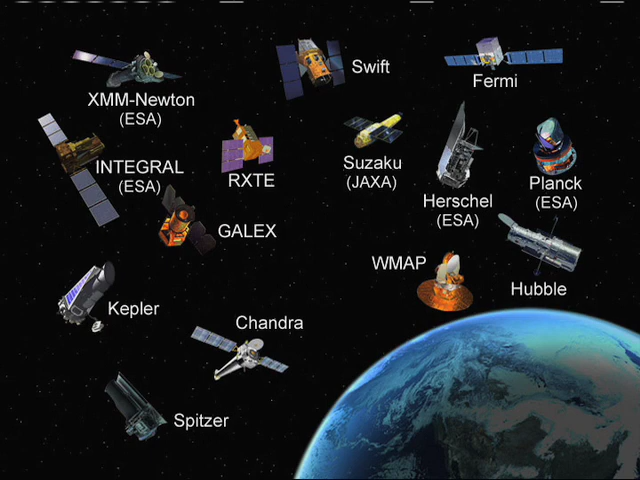 Swift
Fermi
XMM-Newton
(ESA)
INTEGRAL
(ESA)
RXTE
Suzaku
(JAXA)
Herschel
(ESA)
Planck
(ESA)
GALEX
WMAP
Hubble
Kepler
Chandra
Spitzer